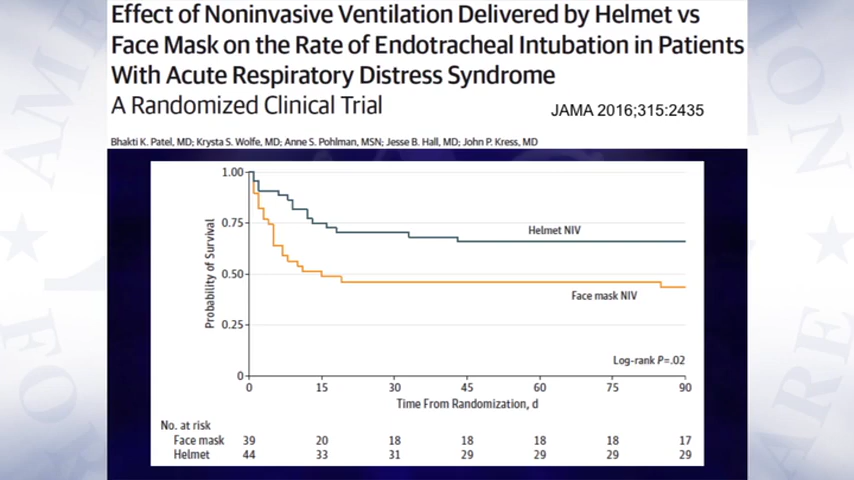 Effect of Noninvasive Ventilation Delivered by Helmet vs
Face Mask on the Rate of Endotracheal Intubation in Patients
With Acute Respiratory Distress Syndrome
A Randomized Clinical Trial
JAMA 2016;315:2435
Bhakti K. Patel, MD; Krysta S. Wolfe, MD; Anne S. Pohlman, MSN; Jesse B. Hall, MD; John P. Kress, MD
Probability of Survival
1.00
0.75
0.50
0.25
0
Helmet NIV
Face mask NIV
Log-rank P=.02
0 15 30 45 60 75 90
Time From Randomization, d
No. at risk
Face mask 39 20 18 18 18 18 17
Helmet 44 33 31 29 29 29 29